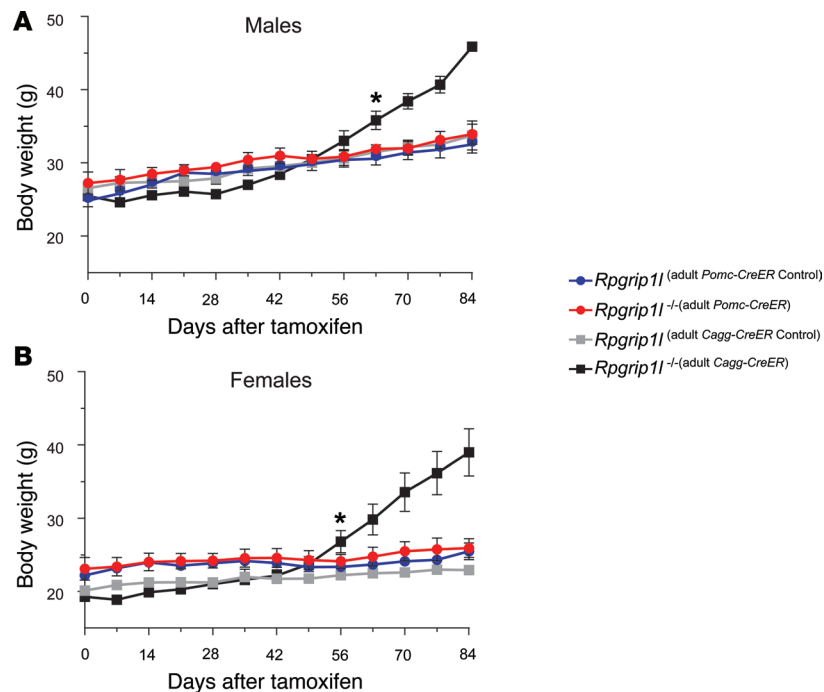 A
Males
50
40
30
20
Body weight (g)
0 14 28 42 56 70 84
*
Days after tamoxifen
B
Females
50
40
30
20
Body weight (g)
0 14 28 42 56 70 84
*
Days after tamoxifen
Rpgrip1l (adult Pomc-CreER Control)
Rpgrip1l -/-(adult Pomc-CreER)
Rpgrip1l (adult Cagg-CreER Control)
Rpgrip1l -/-(adult Cagg-CreER)